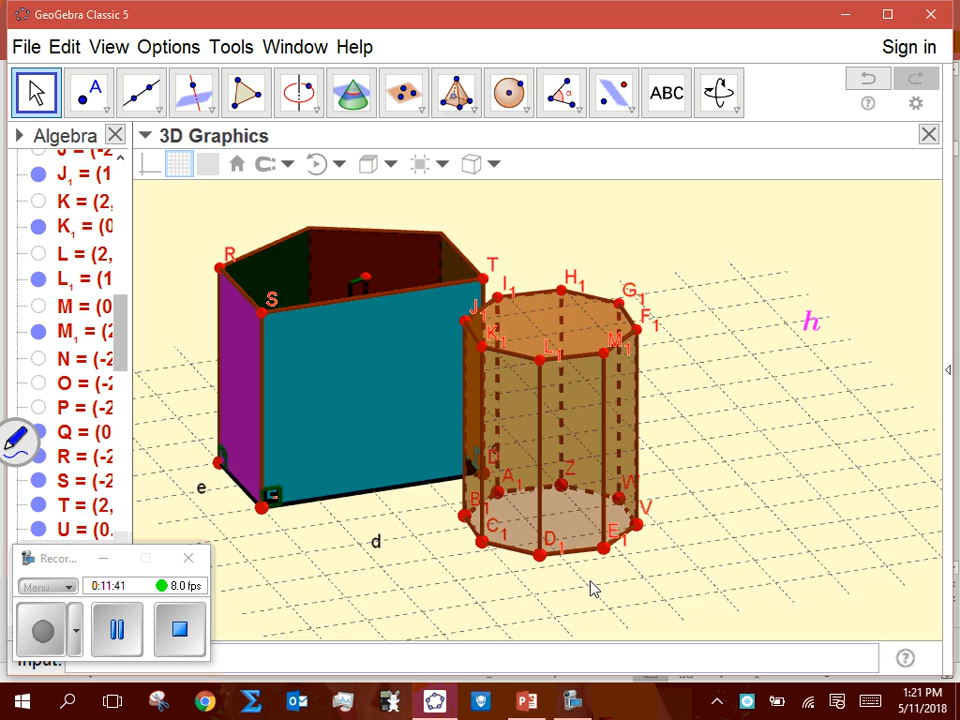 GeoGebra Classic 5
File Edit View Options Tools Window Help Sign in
A ABC
Algebra 3D Graphics
J = (-2
J₁ = (1
K = (2,
K₁ = (0
L = (2,
L₁ = (1
M = (0
M₁ = (2
N = (-2
O = (-2
P = (-2
Q = (0
R = (-2
S = (-2
T = (2,
U = (0.
R
S
T
H₁
I₁
G₁
J₁
F₁
K₁
L₁
M₁
h
D
A₁
Z
W
B₁
V
C₁
E₁
D₁
e
d
Recor...
Menu 0:11:41 8.0 fps
Input:
1:21 PM
5/11/2018